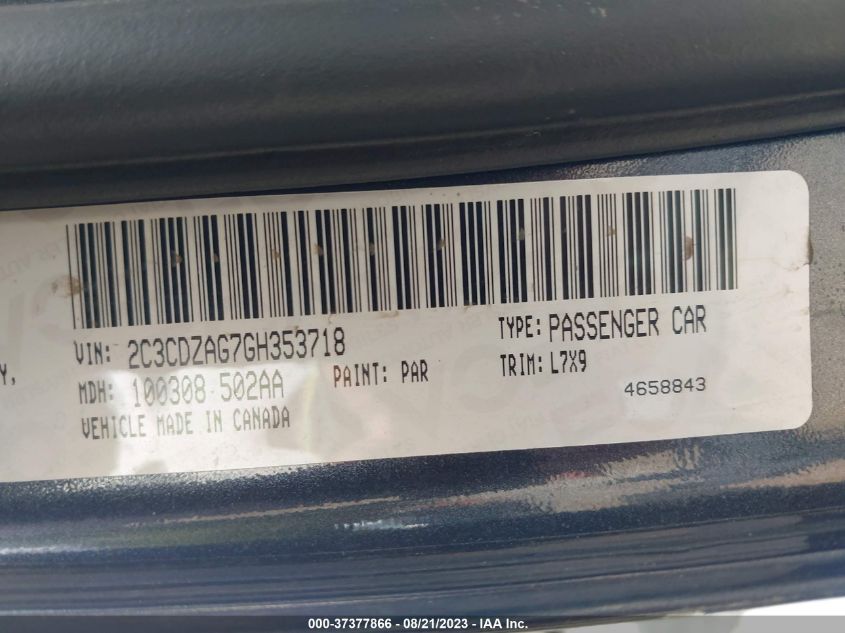 VIN: 2C3CDZAG7GH353718 TYPE: PASSENGER CAR
Y,
MDH: 100308 502AA PAINT: PAR TRIM: L7X9
VEHICLE MADE IN CANADA 4658843
000-37377866 - 08/21/2023 - IAA Inc.